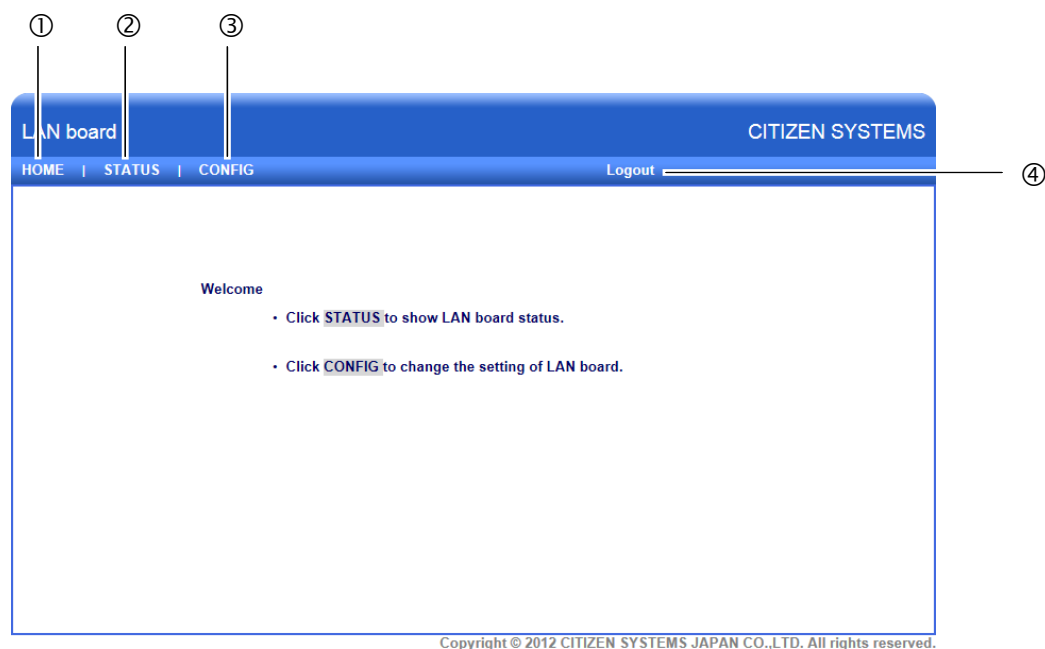 ① ② ③
LAN board CITIZEN SYSTEMS
HOME | STATUS | CONFIG Logout ④
Welcome
• Click STATUS to show LAN board status.
• Click CONFIG to change the setting of LAN board.
Copyright © 2012 CITIZEN SYSTEMS JAPAN CO.,LTD. All rights reserved.